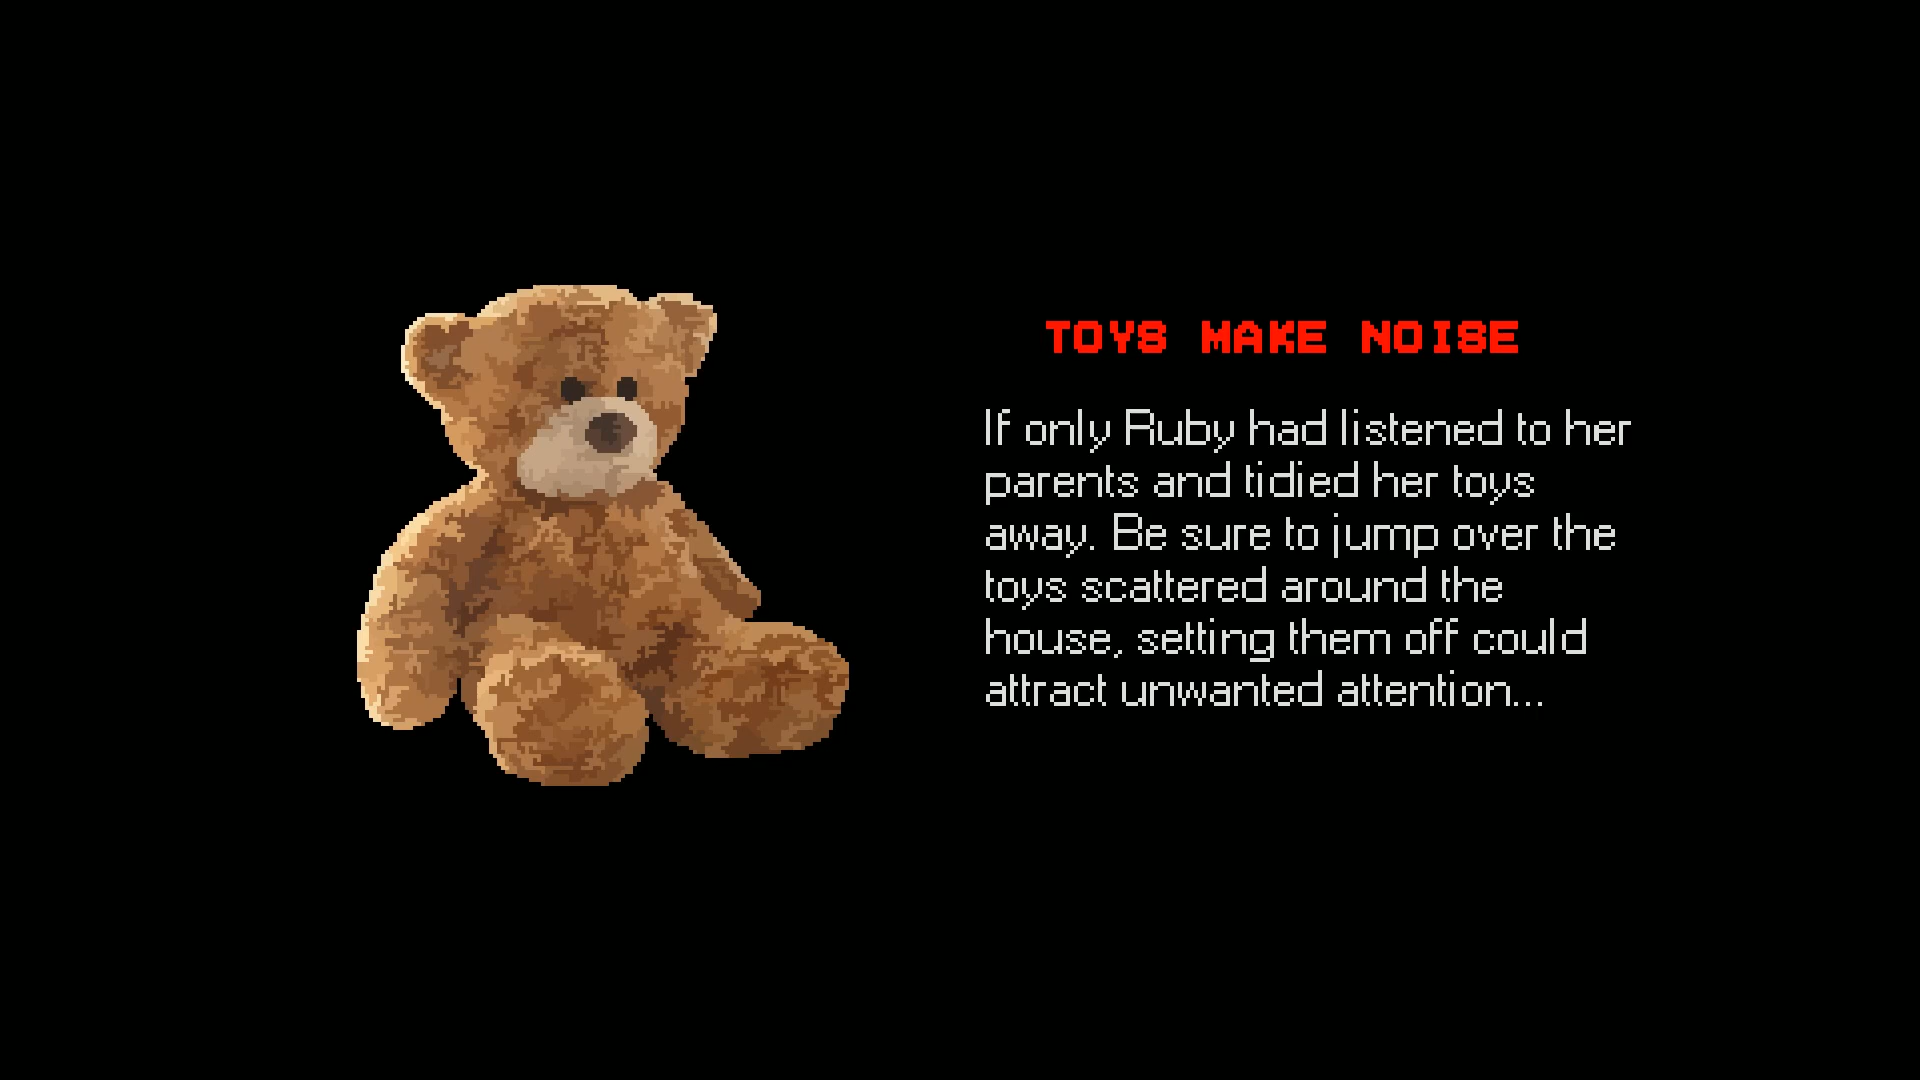 TOYS MAKE NOISE
If only Ruby had listened to her
parents and tidied her toys
away. Be sure to jump over the
toys scattered around the
house, setting them off could
attract unwanted attention...